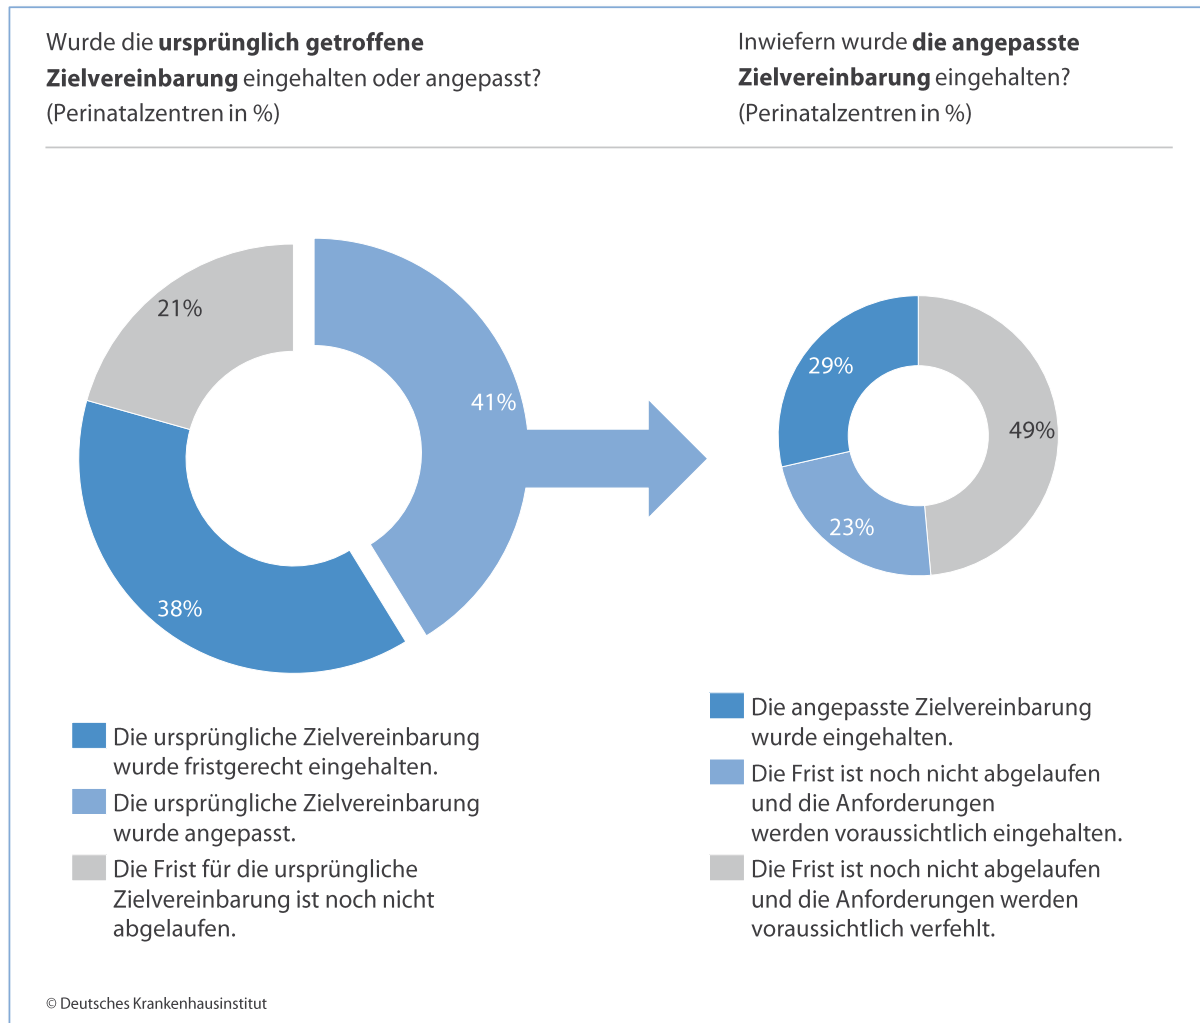 Wurde die ursprünglich getroffene
Zielvereinbarung eingehalten oder angepasst?
(Perinatalzentren in %)
Inwiefern wurde die angepasste
Zielvereinbarung eingehalten?
(Perinatalzentren in %)
21%
41%
38%
29%
49%
23%
Die ursprüngliche Zielvereinbarung
wurde fristgerecht eingehalten.
Die ursprüngliche Zielvereinbarung
wurde angepasst.
Die Frist für die ursprüngliche
Zielvereinbarung ist noch nicht
abgelaufen.
Die angepasste Zielvereinbarung
wurde eingehalten.
Die Frist ist noch nicht abgelaufen
und die Anforderungen
werden voraussichtlich eingehalten.
Die Frist ist noch nicht abgelaufen
und die Anforderungen werden
voraussichtlich verfehlt.
© Deutsches Krankenhausinstitut